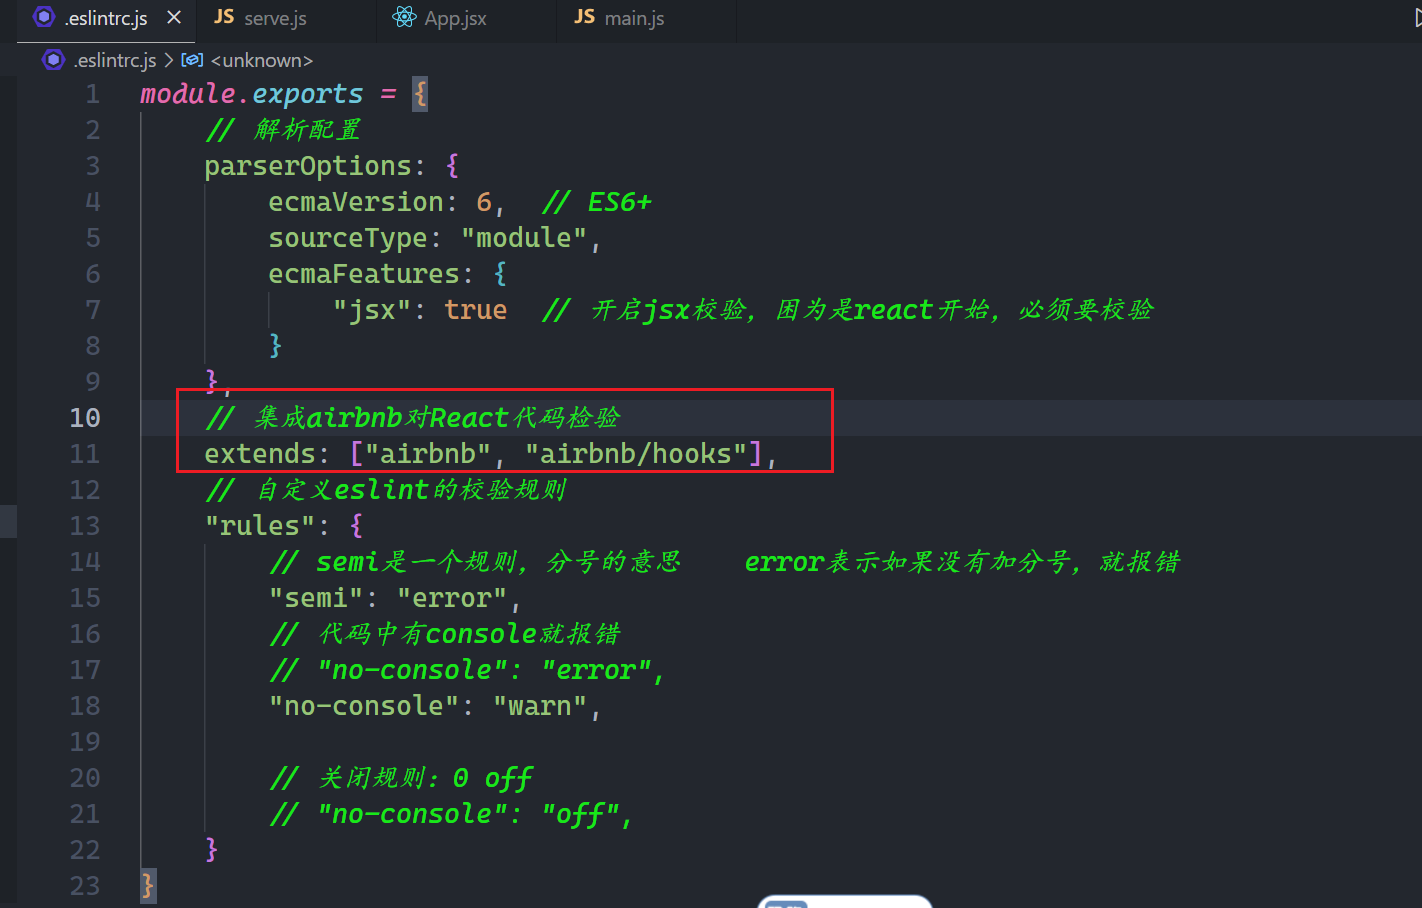 .eslintrc.js JS serve.js App.jsx JS main.js
.eslintrc.js > <unknown>
1 module.exports = {
2 // 解析配置
3 parserOptions: {
4 ecmaVersion: 6, // ES6+
5 sourceType: "module",
6 ecmaFeatures: {
7 "jsx": true // 开启jsx校验，因为是react开始，必须要校验
8 }
9 },
10 // 集成airbnb对React代码检验
11 extends: ["airbnb", "airbnb/hooks"],
12 // 自定义eslint的校验规则
13 "rules": {
14 // semi是一个规则，分号的意思 error表示如果没有加分号，就报错
15 "semi": "error",
16 // 代码中有console就报错
17 // "no-console": "error",
18 "no-console": "warn",
19
20 // 关闭规则：0 off
21 // "no-console": "off",
22 }
23 }